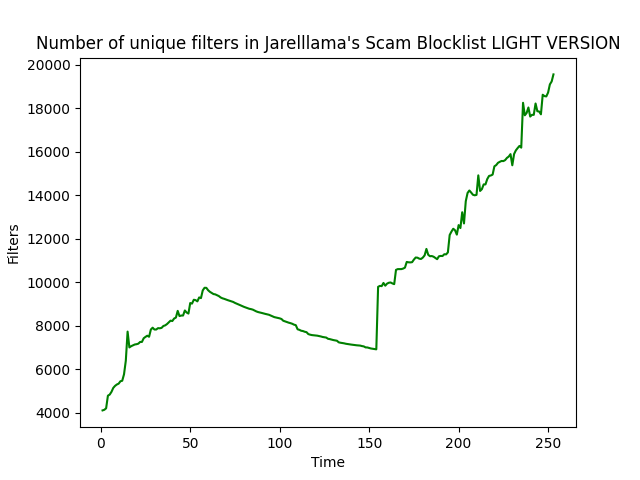 Number of unique filters in Jarelllama's Scam Blocklist LIGHT VERSION
20000
18000
16000
14000
12000
10000
8000
6000
4000
Filters
0 50 100 150 200 250
Time